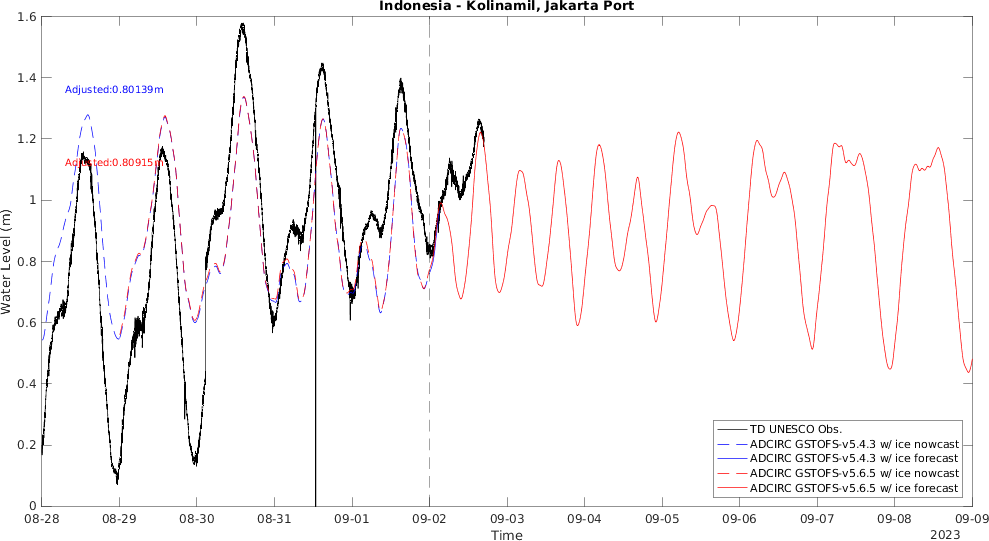 Indonesia - Kolinamil, Jakarta Port
1.6
1.4
1.2
1
0.8
0.6
0.4
0.2
0
Water Level (m)
Adjusted:0.80139m
Adjusted:0.80915m
TD UNESCO Obs.
ADCIRC GSTOFS-v5.4.3 w/ ice nowcast
ADCIRC GSTOFS-v5.4.3 w/ ice forecast
ADCIRC GSTOFS-v5.6.5 w/ ice nowcast
ADCIRC GSTOFS-v5.6.5 w/ ice forecast
08-28 08-29 08-30 08-31 09-01 09-02 09-03 09-04 09-05 09-06 09-07 09-08 09-09
Time
2023